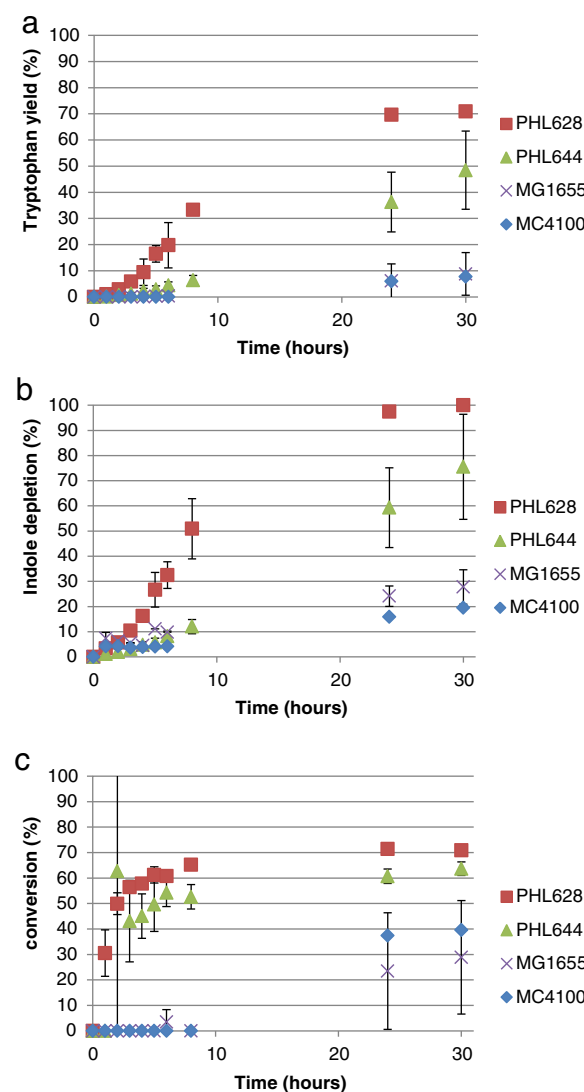 a
Tryptophan yield (%)
100
90
80
70
60
50
40
30
20
10
0
0 10 20 30
Time (hours)
PHL628
PHL644
MG1655
MC4100
b
Indole depletion (%)
100
90
80
70
60
50
40
30
20
10
0
0 10 20 30
Time (hours)
PHL628
PHL644
MG1655
MC4100
c
conversion (%)
100
90
80
70
60
50
40
30
20
10
0
0 10 20 30
Time (hours)
PHL628
PHL644
MG1655
MC4100